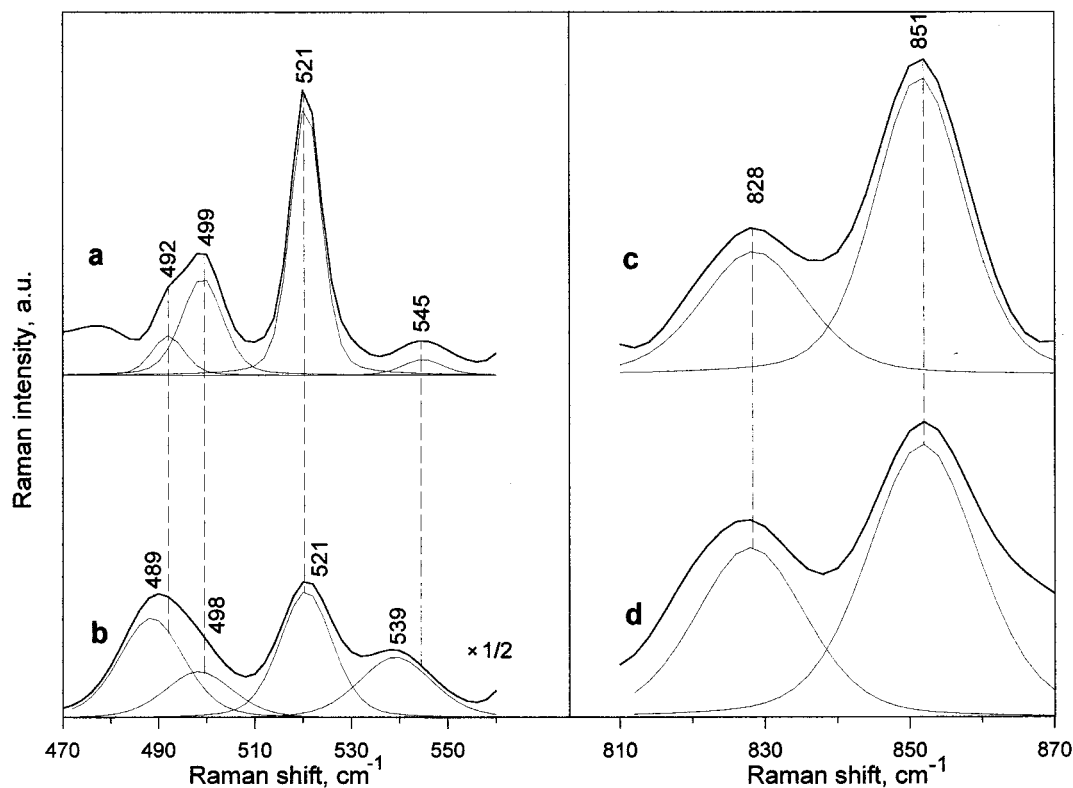 Raman intensity, a.u.
a
492
499
521
545
c
828
851
b
489
498
521
539
× 1/2
d
470 490 510 530 550
810 830 850 870
Raman shift, cm-1
Raman shift, cm-1